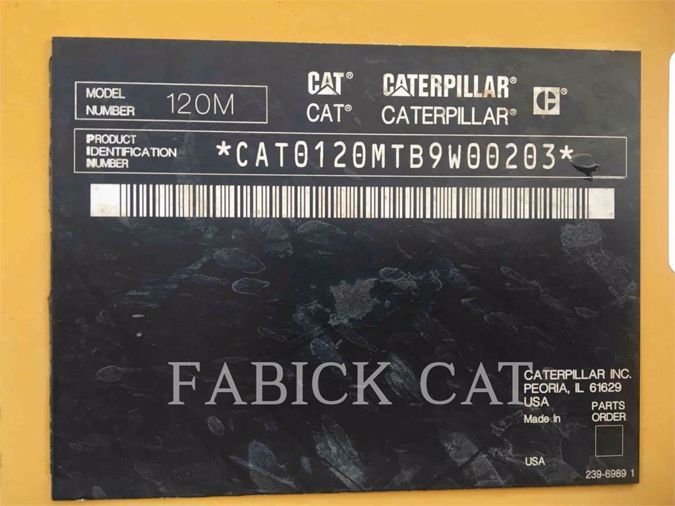 MODEL NUMBER 120M
CAT® CATERPILLAR®
CAT® CATERPILLAR®
PRODUCT IDENTIFICATION NUMBER *CAT0120MTB9W00203*
FABICK CAT
CATERPILLAR INC.
PEORIA, IL 61629
USA
Made In
PARTS
ORDER
USA
239-6989 1